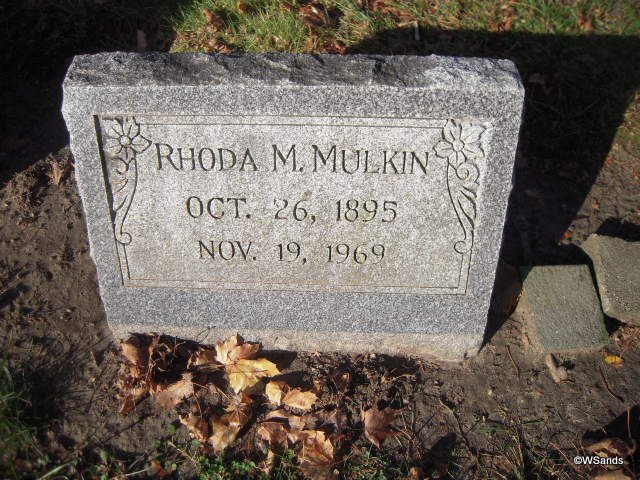 RHODA M. MULKIN
OCT. 26, 1895
NOV. 19, 1969
©WSands